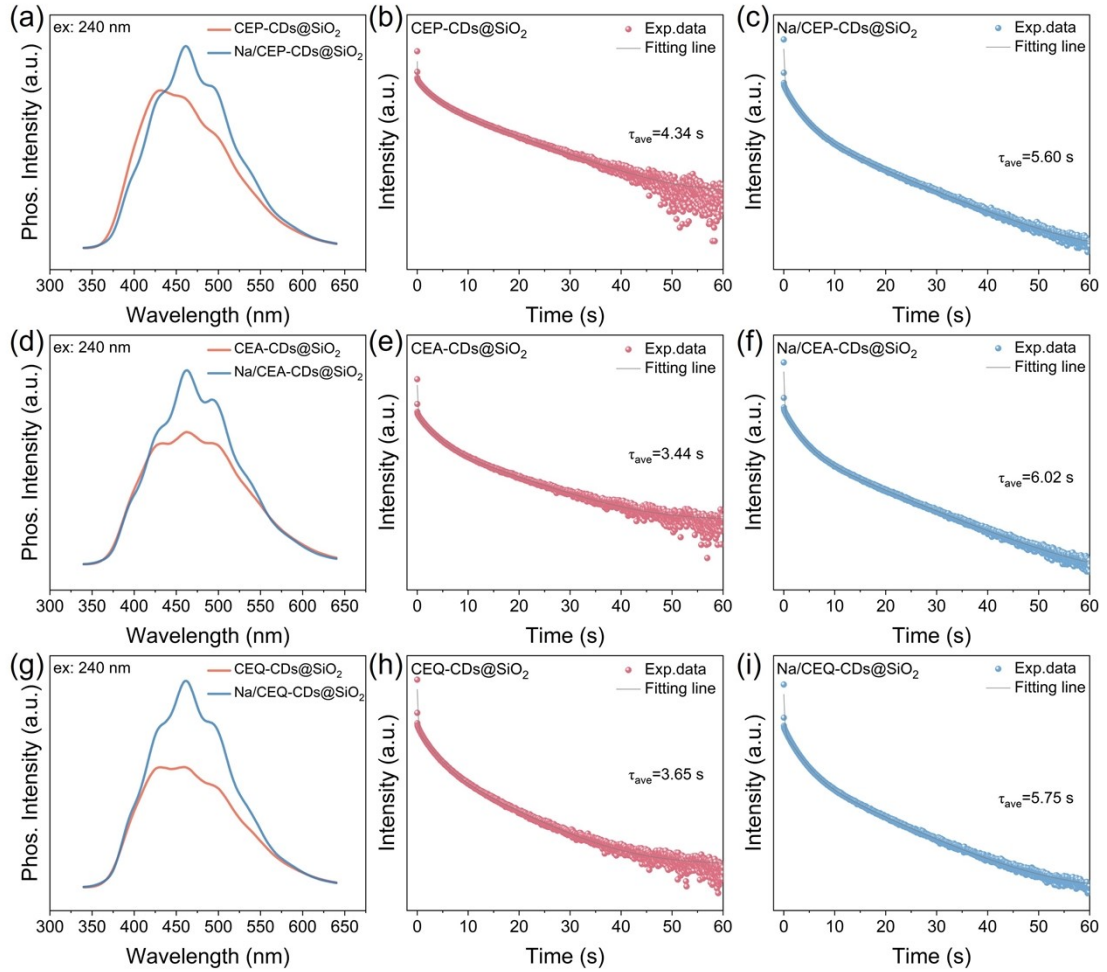 (a)
ex: 240 nm
CEP-CDs@SiO₂
Na/CEP-CDs@SiO₂
Phos. Intensity (a.u.)
300 350 400 450 500 550 600 650
Wavelength (nm)
(b)
CEP-CDs@SiO₂
Exp.data
Fitting line
τave=4.34 s
Intensity (a.u.)
0 10 20 30 40 50 60
Time (s)
(c)
Na/CEP-CDs@SiO₂
Exp.data
Fitting line
τave=5.60 s
Intensity (a.u.)
0 10 20 30 40 50 60
Time (s)
(d)
ex: 240 nm
CEA-CDs@SiO₂
Na/CEA-CDs@SiO₂
Phos. Intensity (a.u.)
300 350 400 450 500 550 600 650
Wavelength (nm)
(e)
CEA-CDs@SiO₂
Exp.data
Fitting line
τave=3.44 s
Intensity (a.u.)
0 10 20 30 40 50 60
Time (s)
(f)
Na/CEA-CDs@SiO₂
Exp.data
Fitting line
τave=6.02 s
Intensity (a.u.)
0 10 20 30 40 50 60
Time (s)
(g)
ex: 240 nm
CEQ-CDs@SiO₂
Na/CEQ-CDs@SiO₂
Phos. Intensity (a.u.)
300 350 400 450 500 550 600 650
Wavelength (nm)
(h)
CEQ-CDs@SiO₂
Exp.data
Fitting line
τave=3.65 s
Intensity (a.u.)
0 10 20 30 40 50 60
Time (s)
(i)
Na/CEQ-CDs@SiO₂
Exp.data
Fitting line
τave=5.75 s
Intensity (a.u.)
0 10 20 30 40 50 60
Time (s)